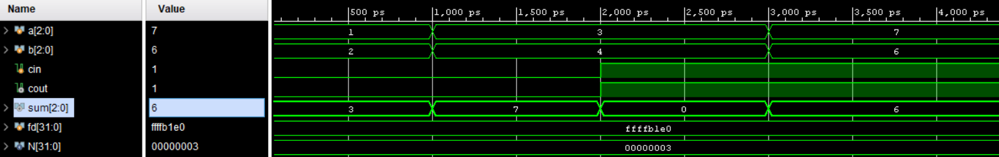 Name Value 500 ps 1,000 ps 1,500 ps 2,000 ps 2,500 ps 3,000 ps 3,500 ps 4,000 ps
a[2:0] 7 1 3 7
b[2:0] 6 2 4 6
cin 1
cout 1
sum[2:0] 6 3 7 0 6
fd[31:0] ffffb1e0 ffffb1e0
N[31:0] 00000003 00000003